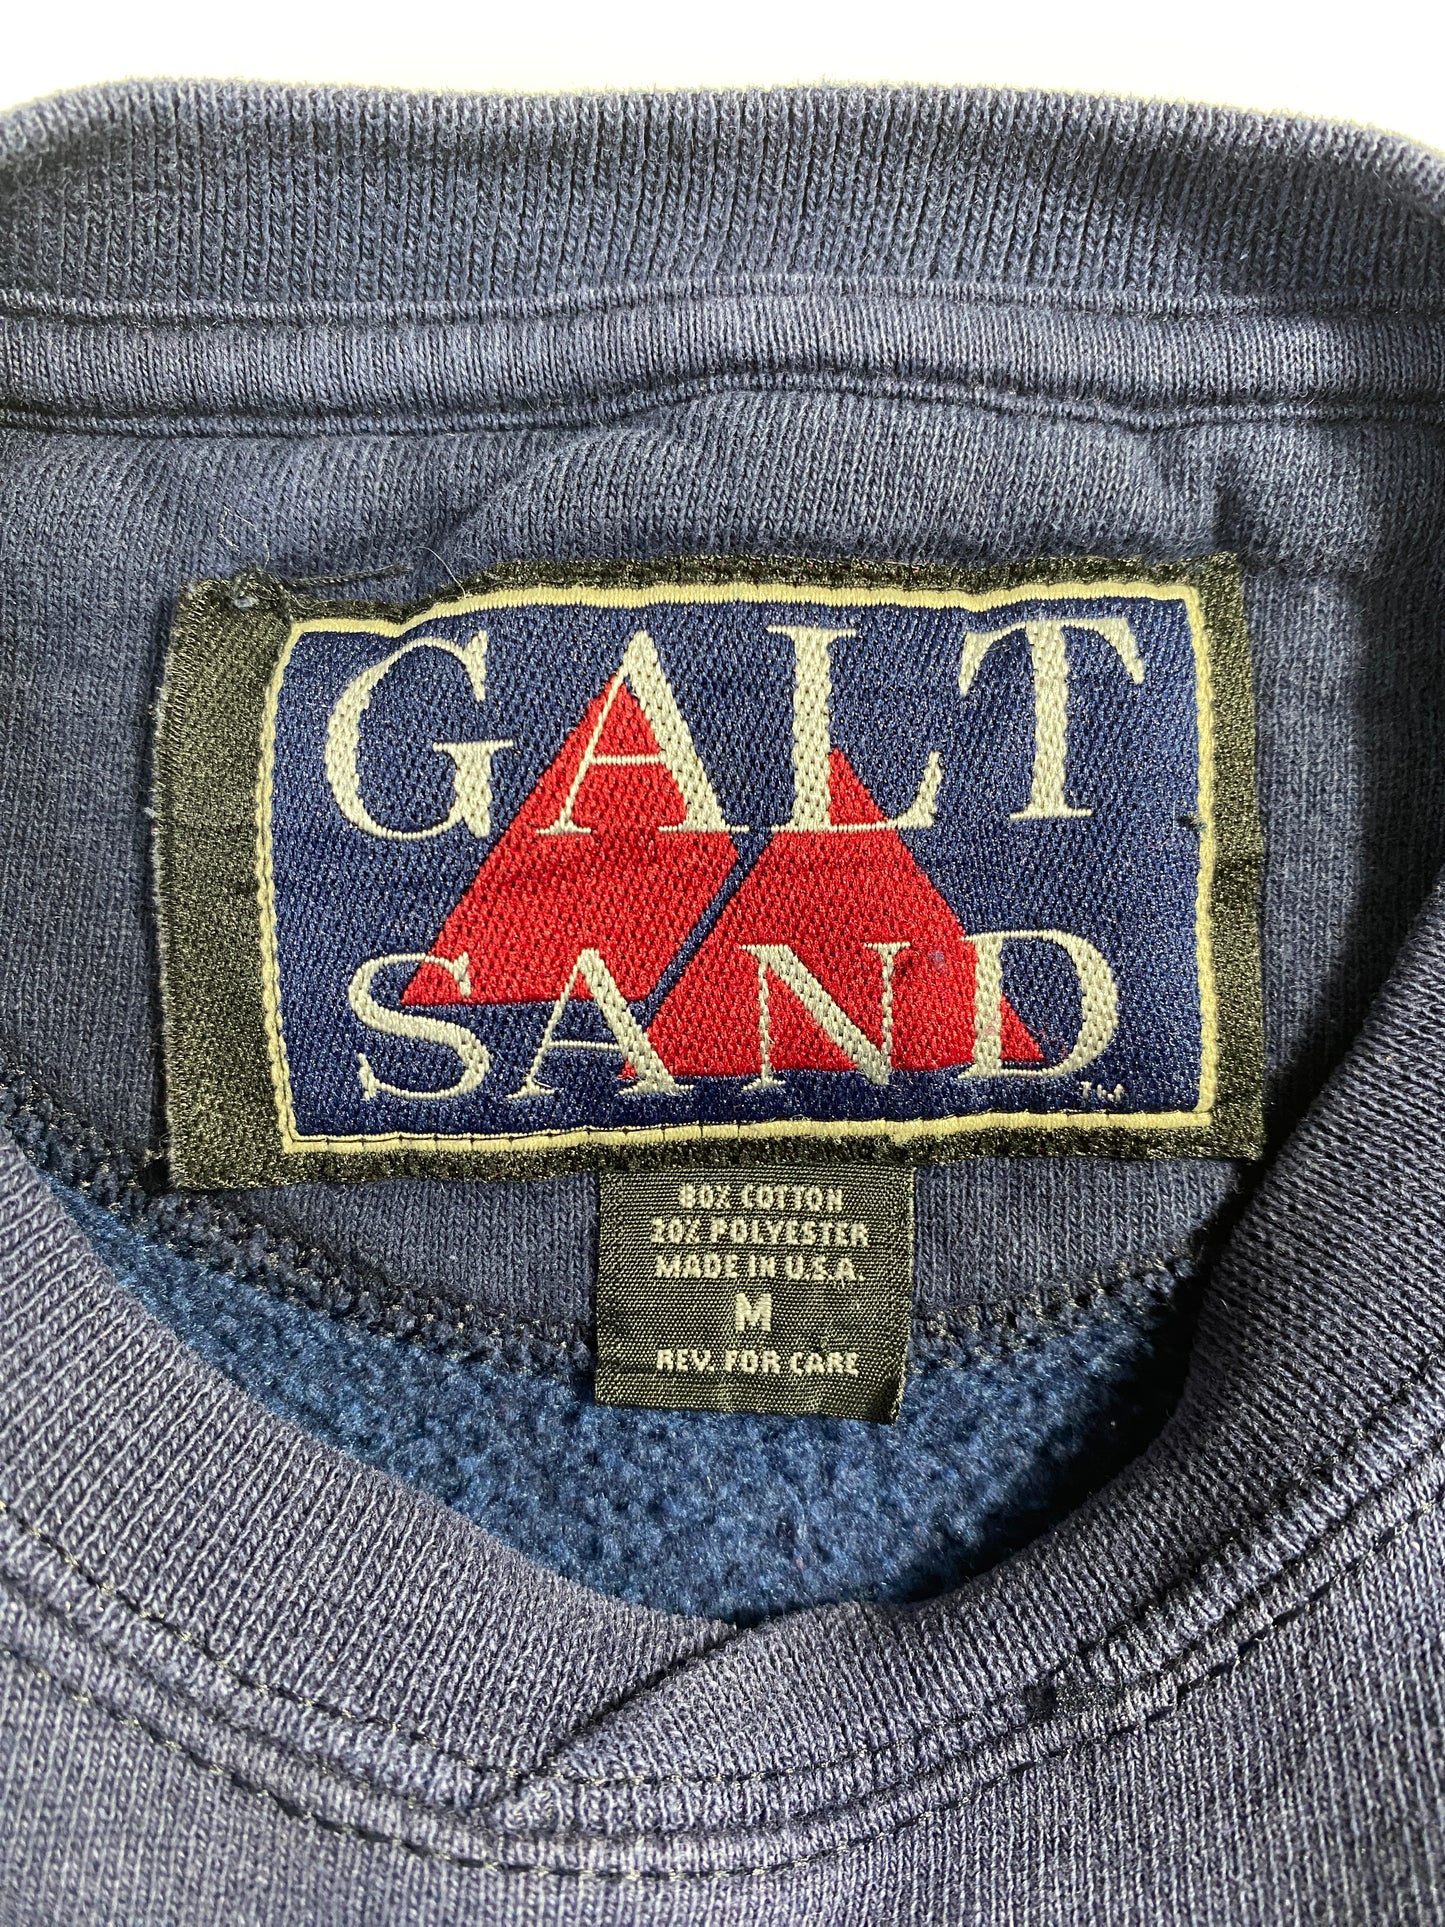 GALT
SAND
TM
80% COTTON
20% POLYESTER
MADE IN U.S.A.
M
REV. FOR CARE